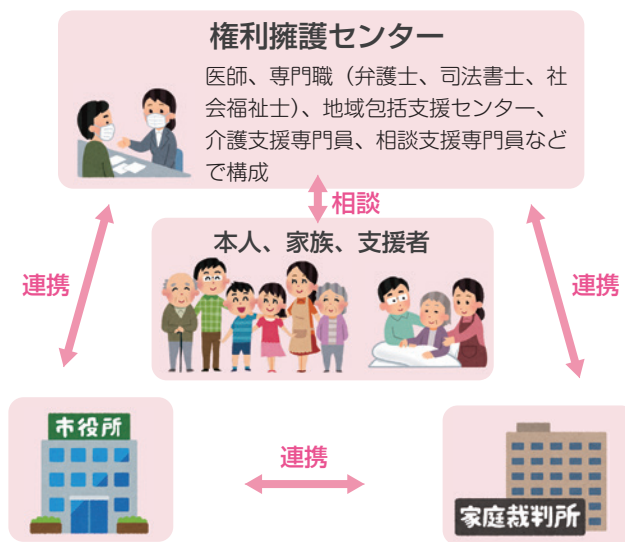 権利擁護センター
医師、専門職（弁護士、司法書士、社
会福祉士）、地域包括支援センター、
介護支援専門員、相談支援専門員など
で構成
相談
本人、家族、支援者
連携
連携
市役所
連携
家庭裁判所